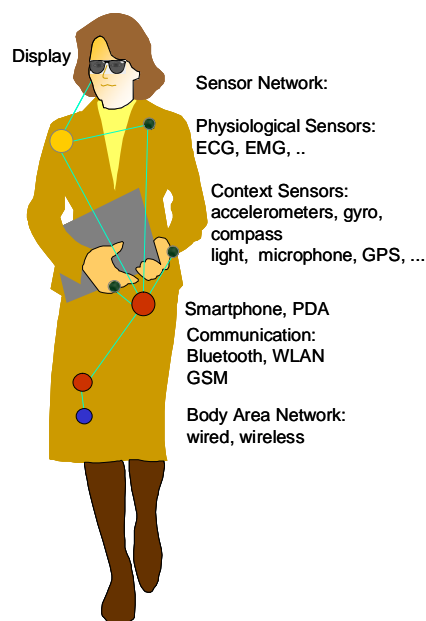 Display
Sensor Network:
Physiological Sensors:
ECG, EMG, ..
Context Sensors:
accelerometers, gyro,
compass
light, microphone, GPS, ...
Smartphone, PDA
Communication:
Bluetooth, WLAN
GSM
Body Area Network:
wired, wireless